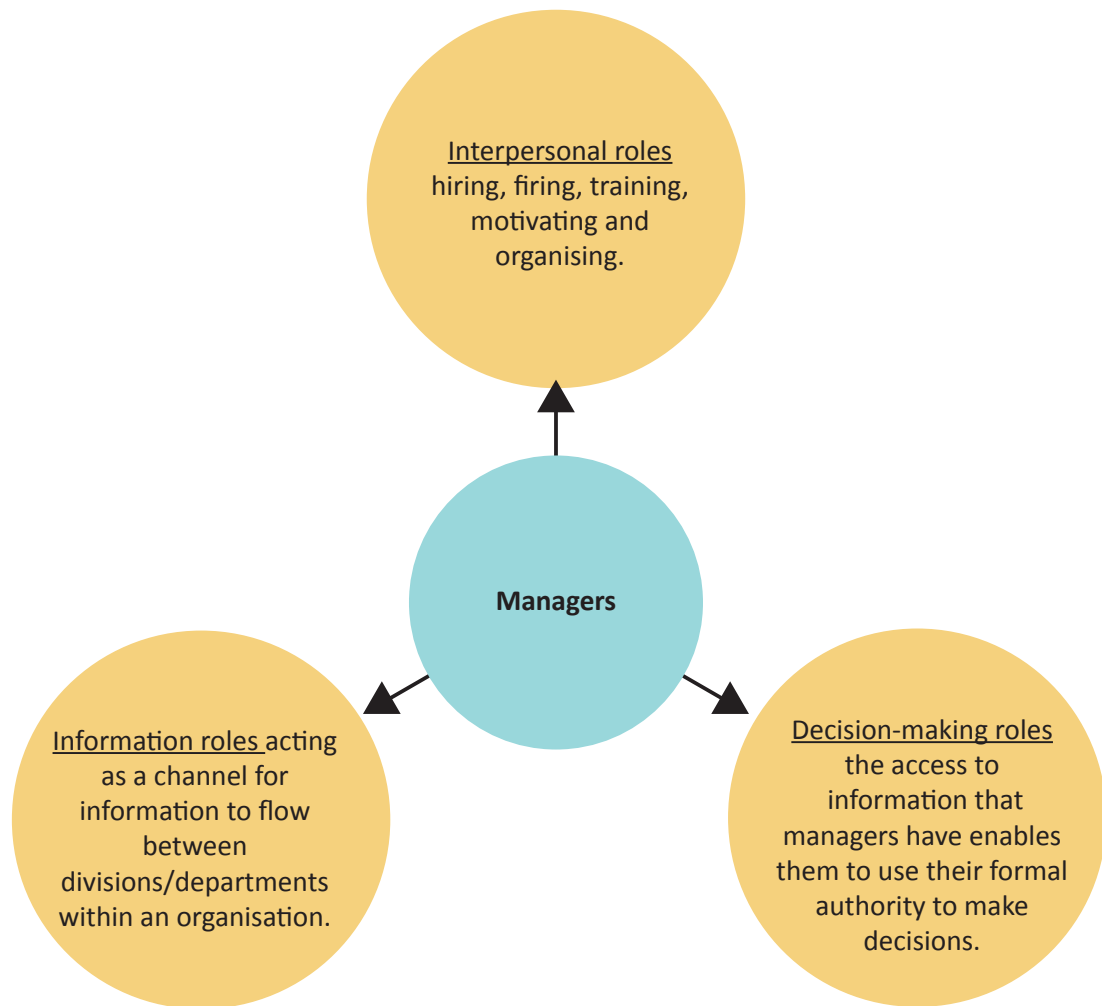 Interpersonal roles
hiring, firing, training,
motivating and
organising.
Managers
Information roles acting
as a channel for
information to flow
between
divisions/departments
within an organisation.
Decision-making roles
the access to
information that
managers have enables
them to use their formal
authority to make
decisions.